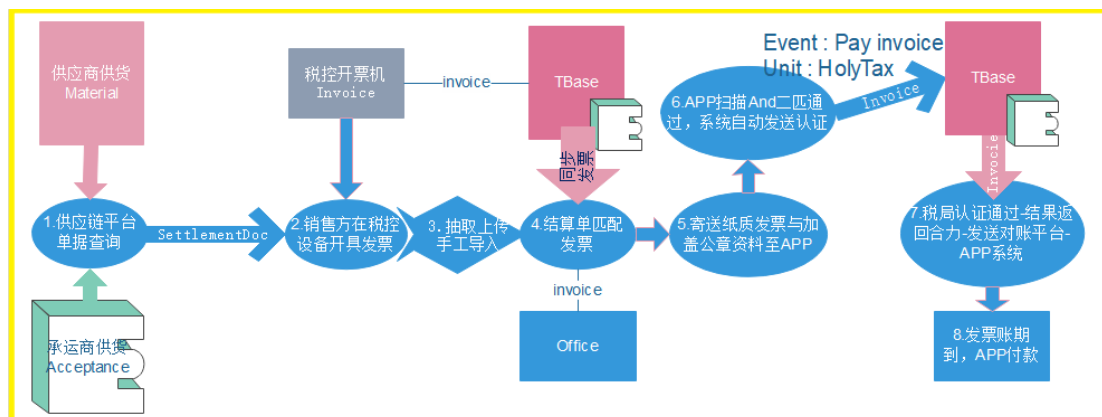 供应商供货
Material
税控开票机
Invoice
invoice
TBase
同步
发票
Event : Pay invoice
Unit : HolyTax
Invoice
TBase
6.APP扫描And二匹通
过，系统自动发送认证
Invocie
1.供应链平台
单据查询
SettlementDoc
2.销售方在税控
设备开具发票
3. 抽取上传
手工导入
4.结算单匹配
发票
5.寄送纸质发票与加
盖公章资料至APP
7.税局认证通过-结果返
回合力-发送对账平台-
APP系统
invoice
Office
承运商供货
Acceptance
8.发票账期
到，APP付款